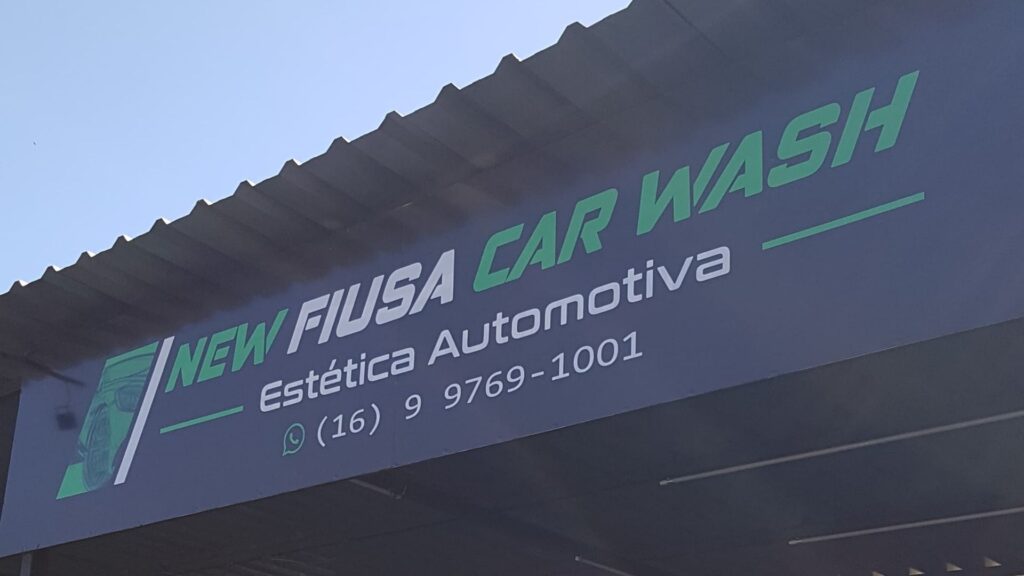 NEW FIUSA CAR WASH
Estética Automotiva
(16) 9 9769-1001